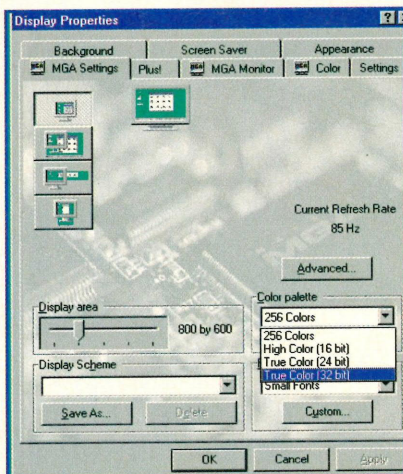 Display Properties
Background
Screen Saver
Appearance
MGA Settings
Plus!
MGA Monitor
Color
Settings
Current Refresh Rate
85 Hz
Advanced...
Display area
800 by 600
Color palette
256 Colors
256 Colors
High Color (16 bit)
True Color (24 bit)
True Color (32 bit)
Display Scheme
Small Fonts
Save As...
Delete
Custom...
OK
Cancel
Apply